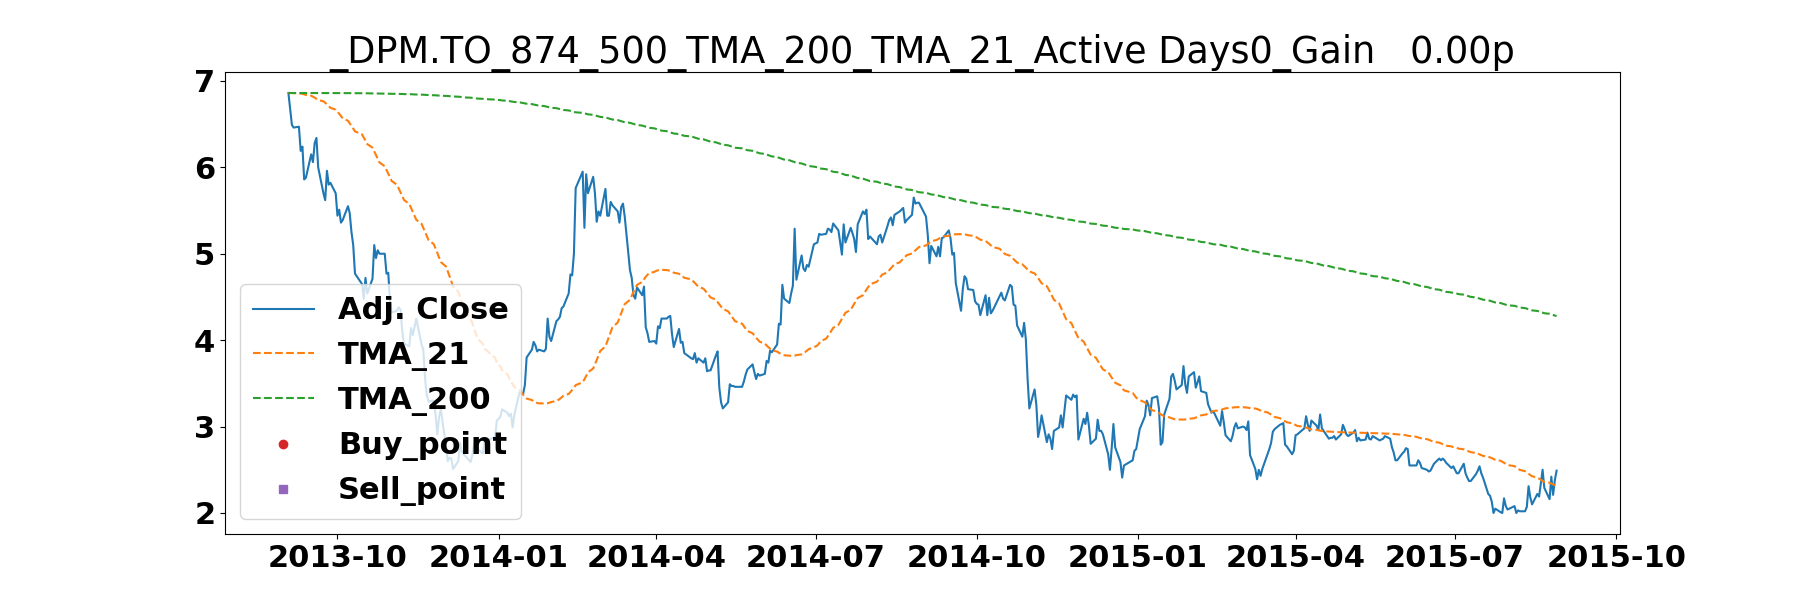 _DPM.TO_874_500_TMA_200_TMA_21_Active Days0_Gain   0.00p
7
6
5
4
3
2
Adj. Close
TMA_21
TMA_200
Buy_point
Sell_point
2013-10 2014-01 2014-04 2014-07 2014-10 2015-01 2015-04 2015-07 2015-10